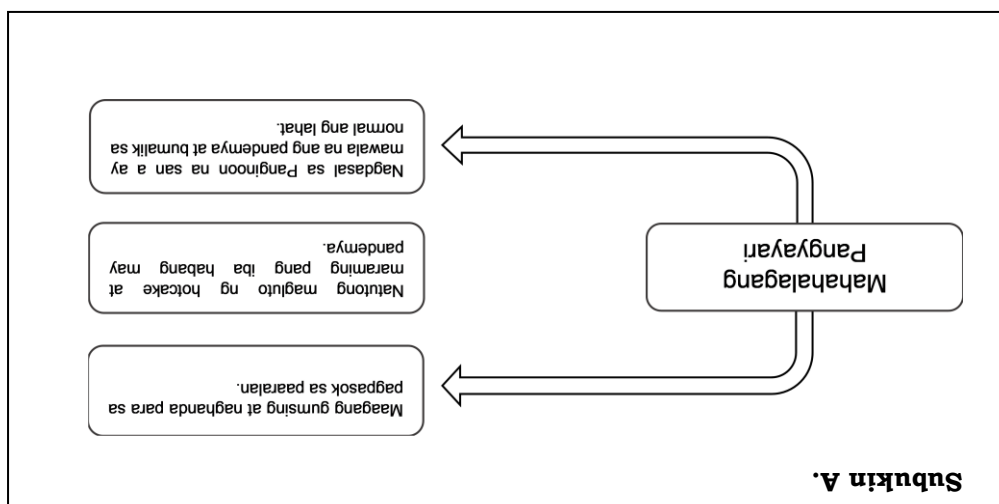 Subukin A.
Maagang gumsing at naghanda para sa
pagpasok sa paaralan.
Mahahalagang
Pangyayari
Natutong magluto ng hotcake at
maraming pang iba habang may
pandemya.
Nagdasal sa Panginoon na san a ay
mawala na ang pandemya at bumalik sa
normal ang lahat.